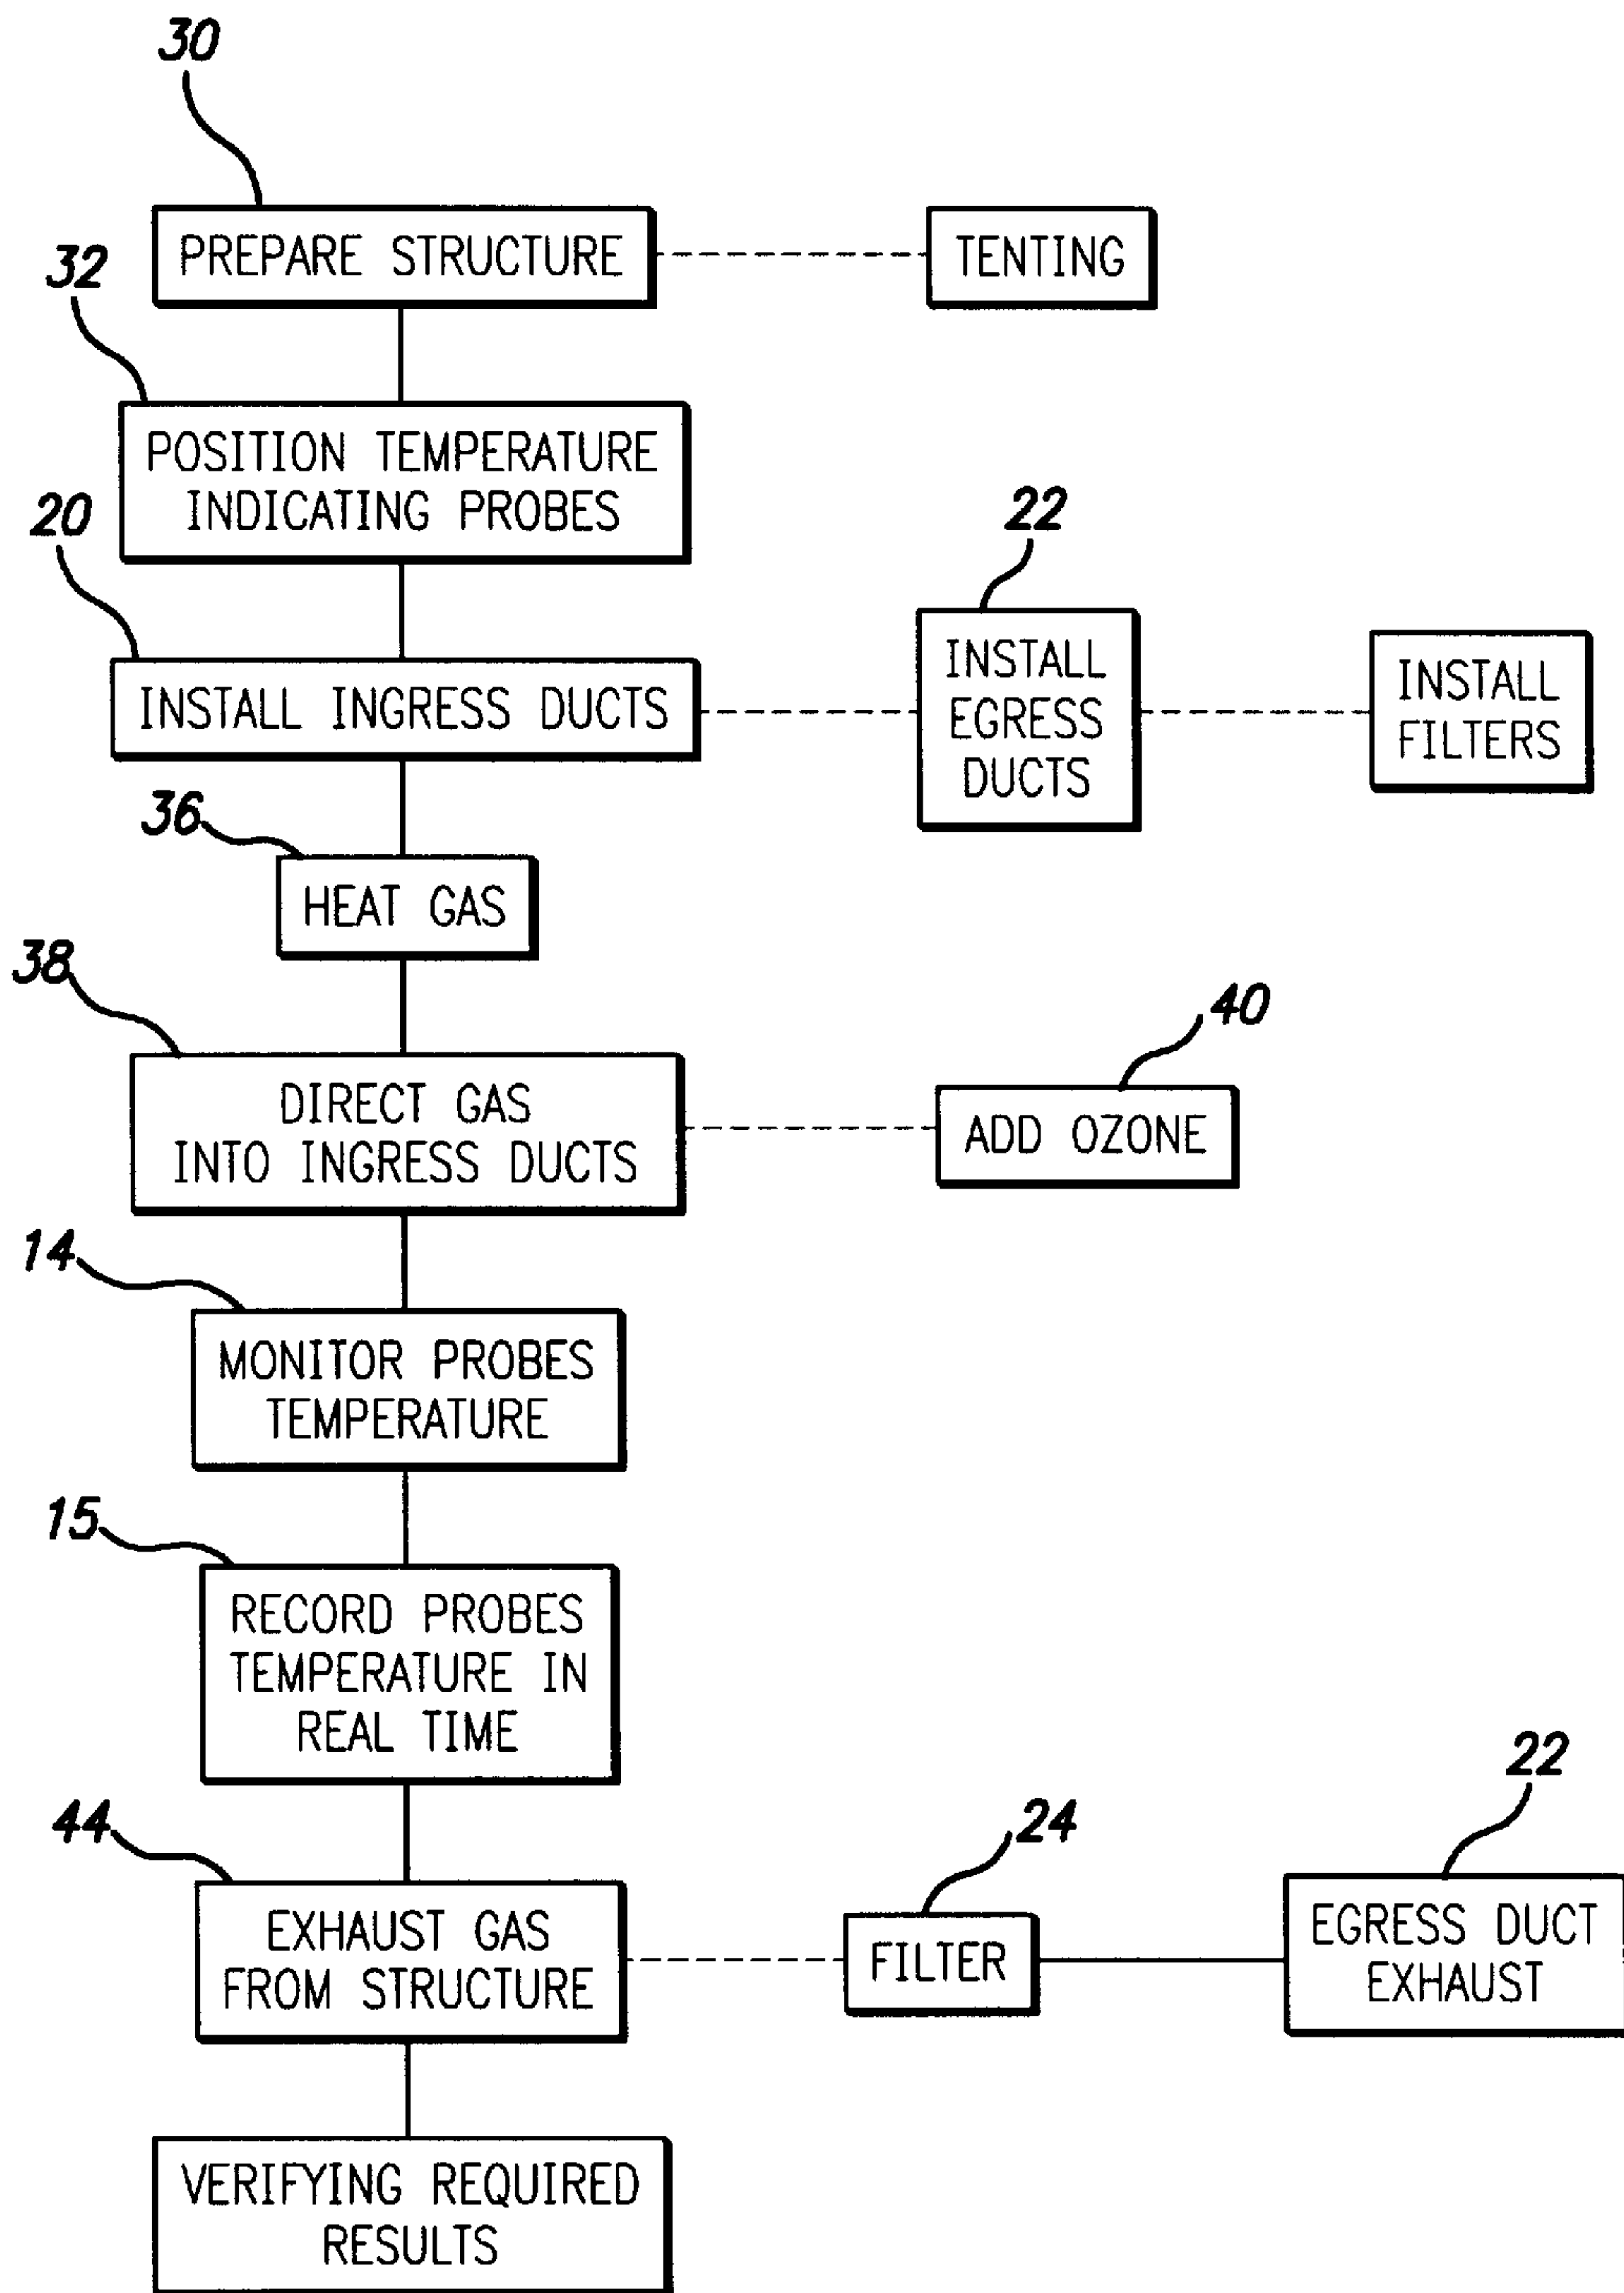 30
PREPARE STRUCTURE
TENTING
32
POSITION TEMPERATURE
INDICATING PROBES
20
INSTALL INGRESS DUCTS
22
INSTALL
EGRESS
DUCTS
INSTALL
FILTERS
36
HEAT GAS
38
DIRECT GAS
INTO INGRESS DUCTS
40
ADD OZONE
14
MONITOR PROBES
TEMPERATURE
15
RECORD PROBES
TEMPERATURE IN
REAL TIME
44
EXHAUST GAS
FROM STRUCTURE
24
FILTER
22
EGRESS DUCT
EXHAUST
VERIFYING REQUIRED
RESULTS